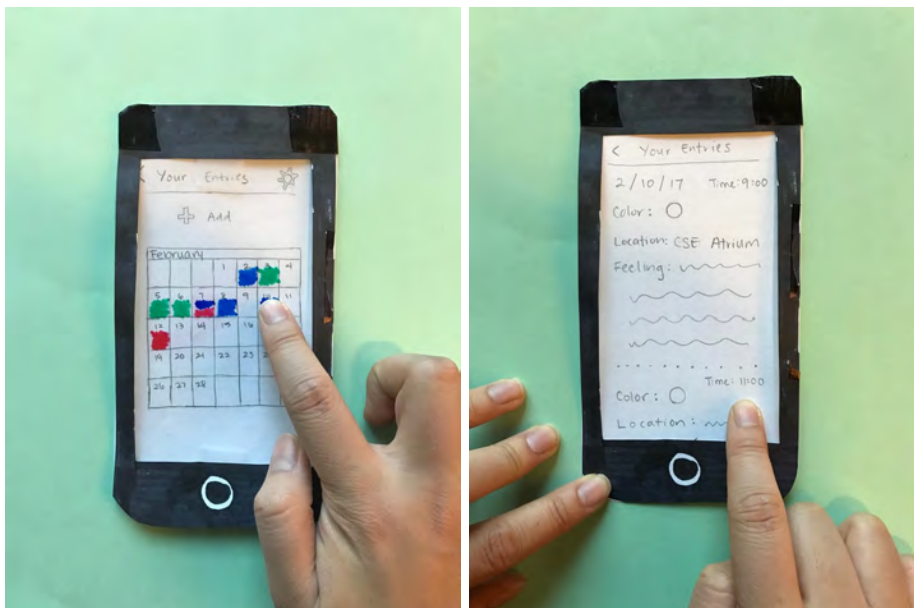 < Your Entries
Add
February
1 2 3 4
5 6 7 8 9 10 11
12 13 14 15 16
19 20 21 22 23
26 27 28
< Your Entries
2/10/17 Time: 9:00
Color:
Location: CSE Atrium
Feeling:
Time: 11:00
Color:
Location: